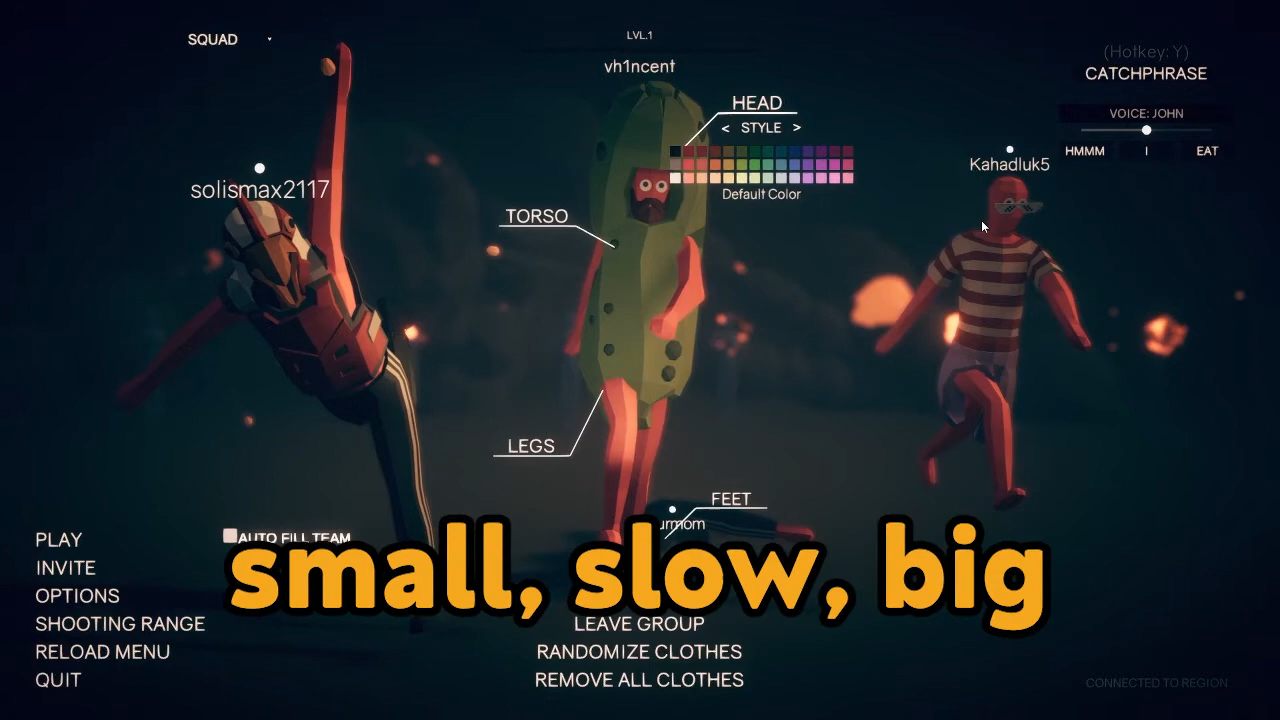 SQUAD
LVL.1
vh1ncent
(Hotkey: Y)
CATCHPHRASE
VOICE: JOHN
HMMM I EAT
HEAD
< STYLE >
Default Color
solismax2117
Kahadluk5
TORSO
LEGS
FEET
urmom
PLAY
AUTO FILL TEAM
INVITE
OPTIONS
SHOOTING RANGE
RELOAD MENU
QUIT
small, slow, big
LEAVE GROUP
RANDOMIZE CLOTHES
REMOVE ALL CLOTHES
CONNECTED TO REGION